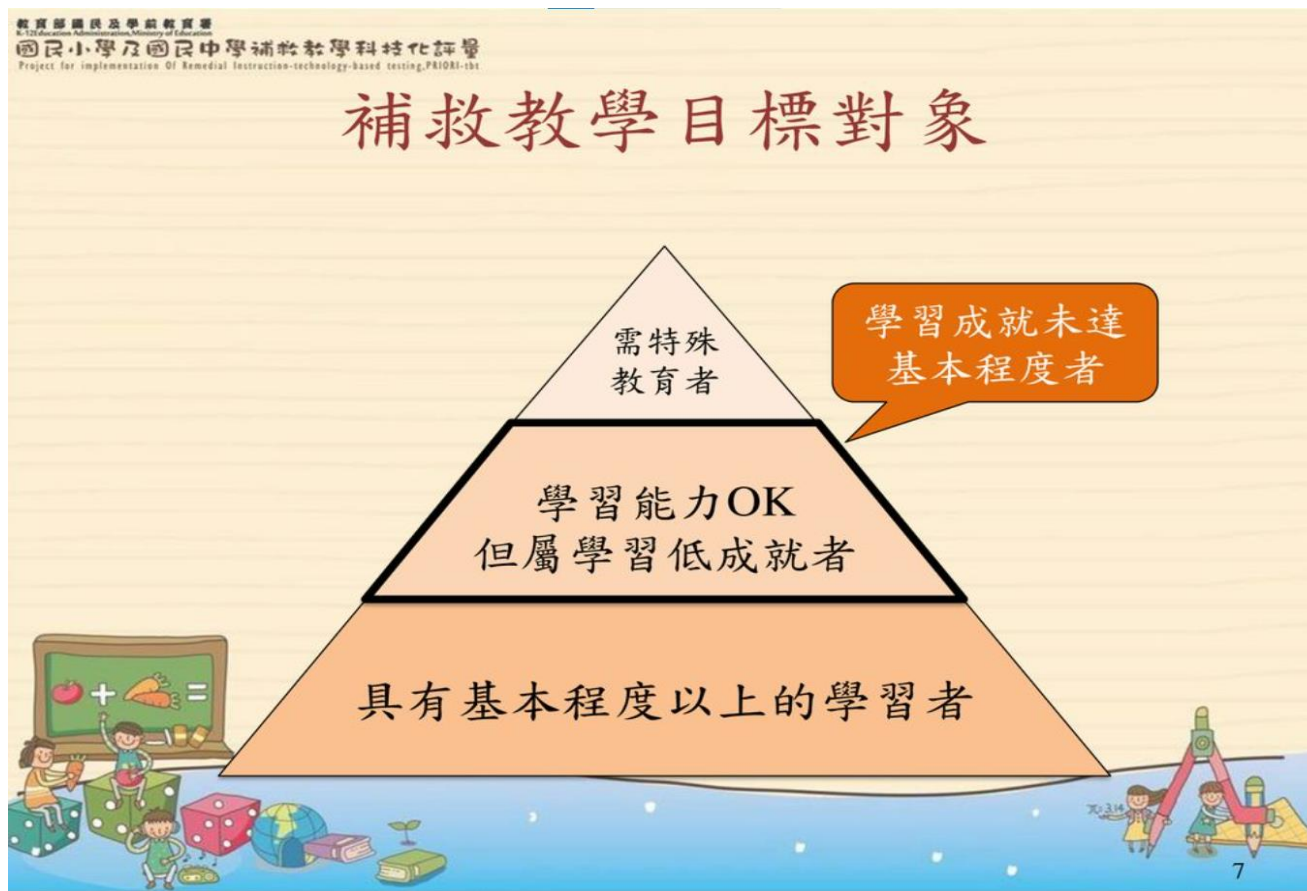 教育部國民及學前教育署
K-12Education Administration,Ministry of Education
國民小學及國民中學補救教學科技化評量
Project for implementation Of Remedial Instruction-technology-based testing,PRIORI-tbt
補救教學目標對象
需特殊
教育者
學習成就未達
基本程度者
學習能力OK
但屬學習低成就者
具有基本程度以上的學習者
+ =
π:3.14
7